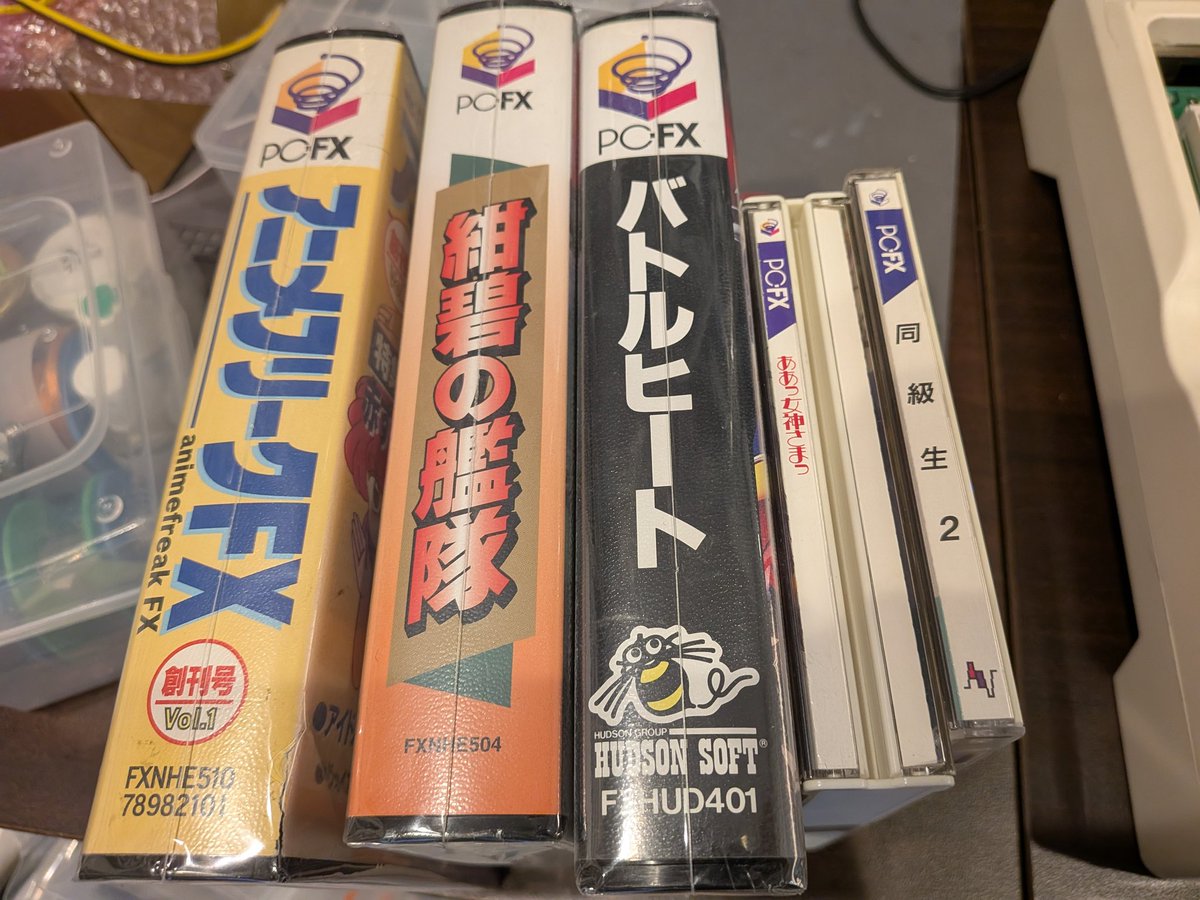 PC-FX
アニメフリークFX
animefreak FX
創刊号
Vol.1
FXNHE510
78982101
PC-FX
紺碧の艦隊
FXNHE504
PC-FX
バトルヒート
HUDSON GROUP
HUDSON SOFT®
FXHUD401
PC-FX
ああっ女神さまっ
PC-FX
同級生2